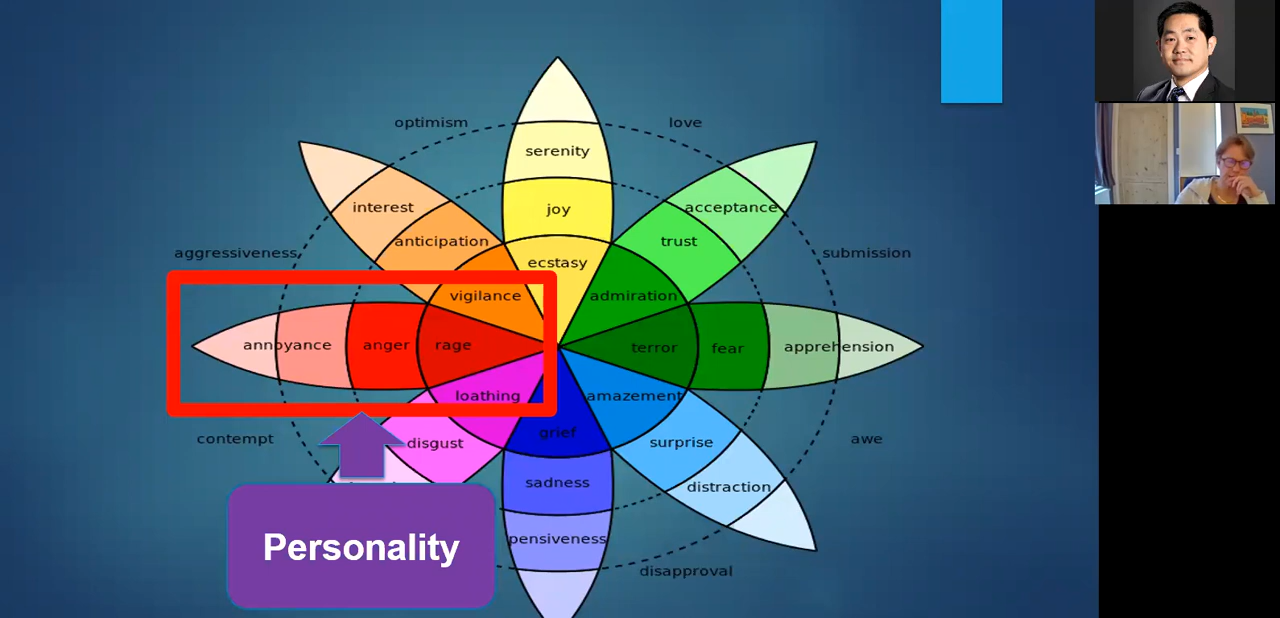 optimism
love
serenity
interest
joy
acceptance
anticipation
trust
aggressiveness
ecstasy
submission
vigilance
admiration
annoyance
anger
rage
terror
fear
apprehension
loathing
amazement
contempt
disgust
grief
surprise
awe
sadness
distraction
Personality
pensiveness
disapproval